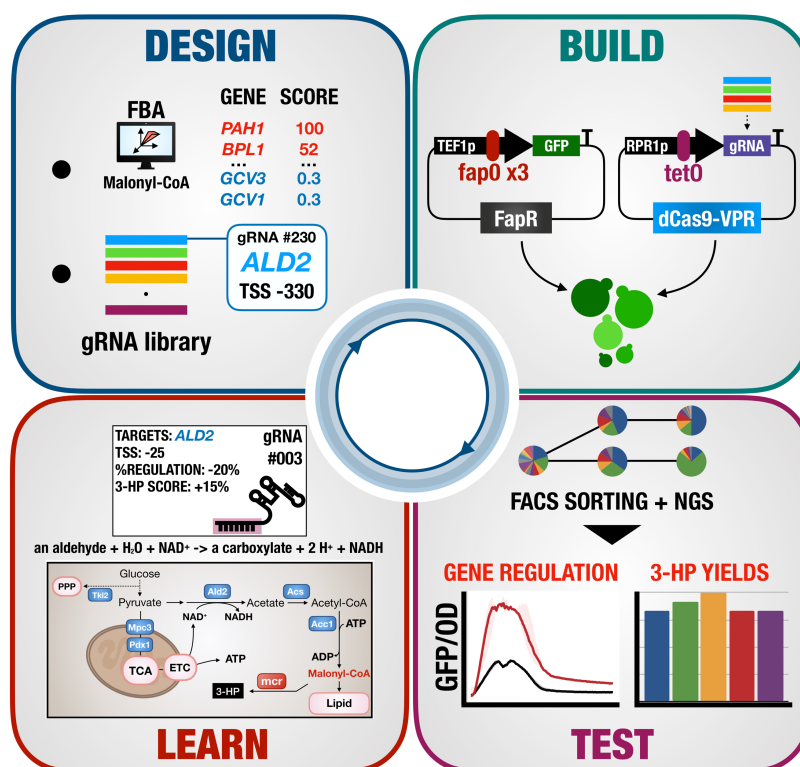 DESIGN
FBA
Malonyl-CoA
GENE SCORE
PAH1 100
BPL1 52
... ...
GCV3 0.3
GCV1 0.3
gRNA #230
ALD2
TSS -330
gRNA library
BUILD
TEF1p GFP
fapO x3
FapR
RPR1p gRNA
tetO
dCas9-VPR
TARGETS: ALD2
TSS: -25
%REGULATION: -20%
3-HP SCORE: +15%
gRNA
#003
an aldehyde + H₂O + NAD⁺ -> a carboxylate + 2 H⁺ + NADH
Glucose
PPP
Tkl2
Pyruvate
Ald2
Acetate
Acs
Acetyl-CoA
NAD⁺
NADH
Mpc3
Pdx1
Acc1
ATP
ADP
TCA
ETC
ATP
Malonyl-CoA
mcr
3-HP
Lipid
LEARN
FACS SORTING + NGS
GENE REGULATION
3-HP YIELDS
GFP/OD
TEST